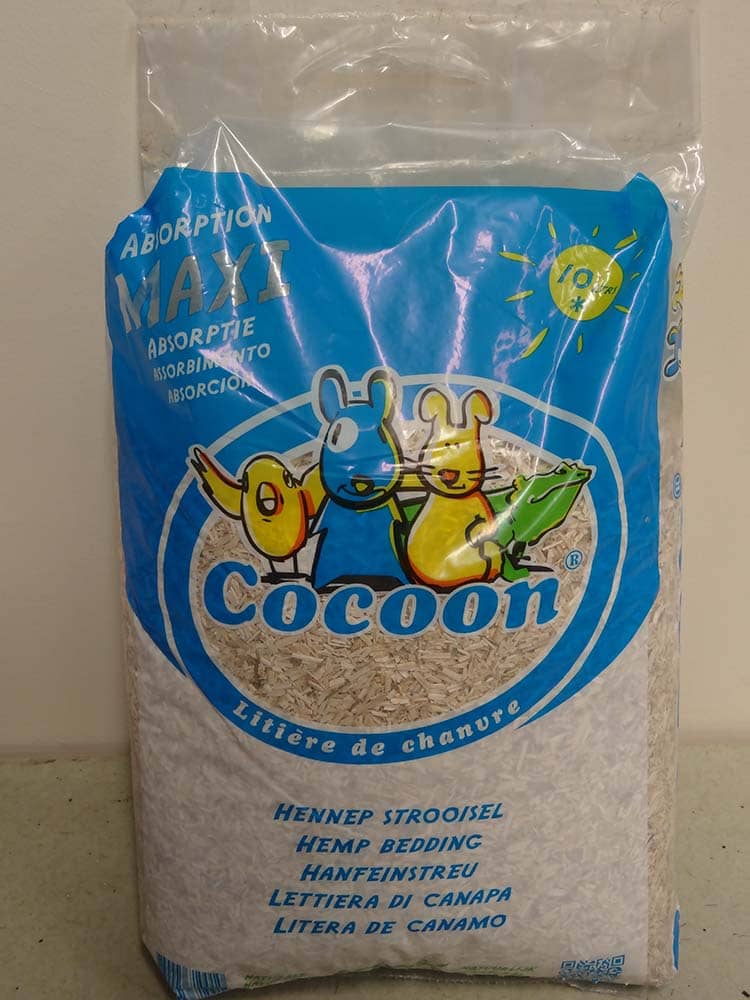 ABSORPTION
MAXI
ABSORPTIE
ASSORBIMENTO
ABSORCION
10
*
Cocoon®
Litière de chanvre
HENNEP STROOISEL
HEMP BEDDING
HANFEINSTREU
LETTIERA DI CANAPA
LITERA DE CANAMO